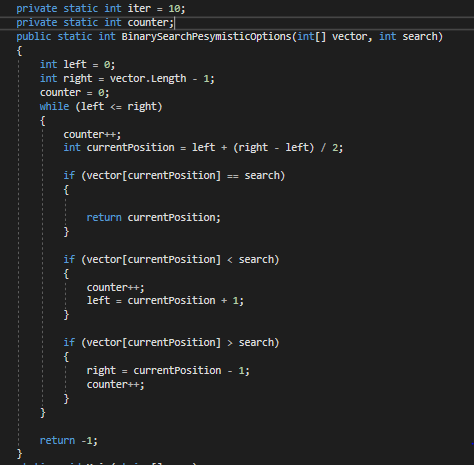 private static int iter = 10;
private static int counter;
public static int BinarySearchPesymisticOptions(int[] vector, int search)
{
int left = 0;
int right = vector.Length - 1;
counter = 0;
while (left <= right)
{
counter++;
int currentPosition = left + (right - left) / 2;
if (vector[currentPosition] == search)
{
return currentPosition;
}
if (vector[currentPosition] < search)
{
counter++;
left = currentPosition + 1;
}
if (vector[currentPosition] > search)
{
right = currentPosition - 1;
counter++;
}
}
return -1;
}